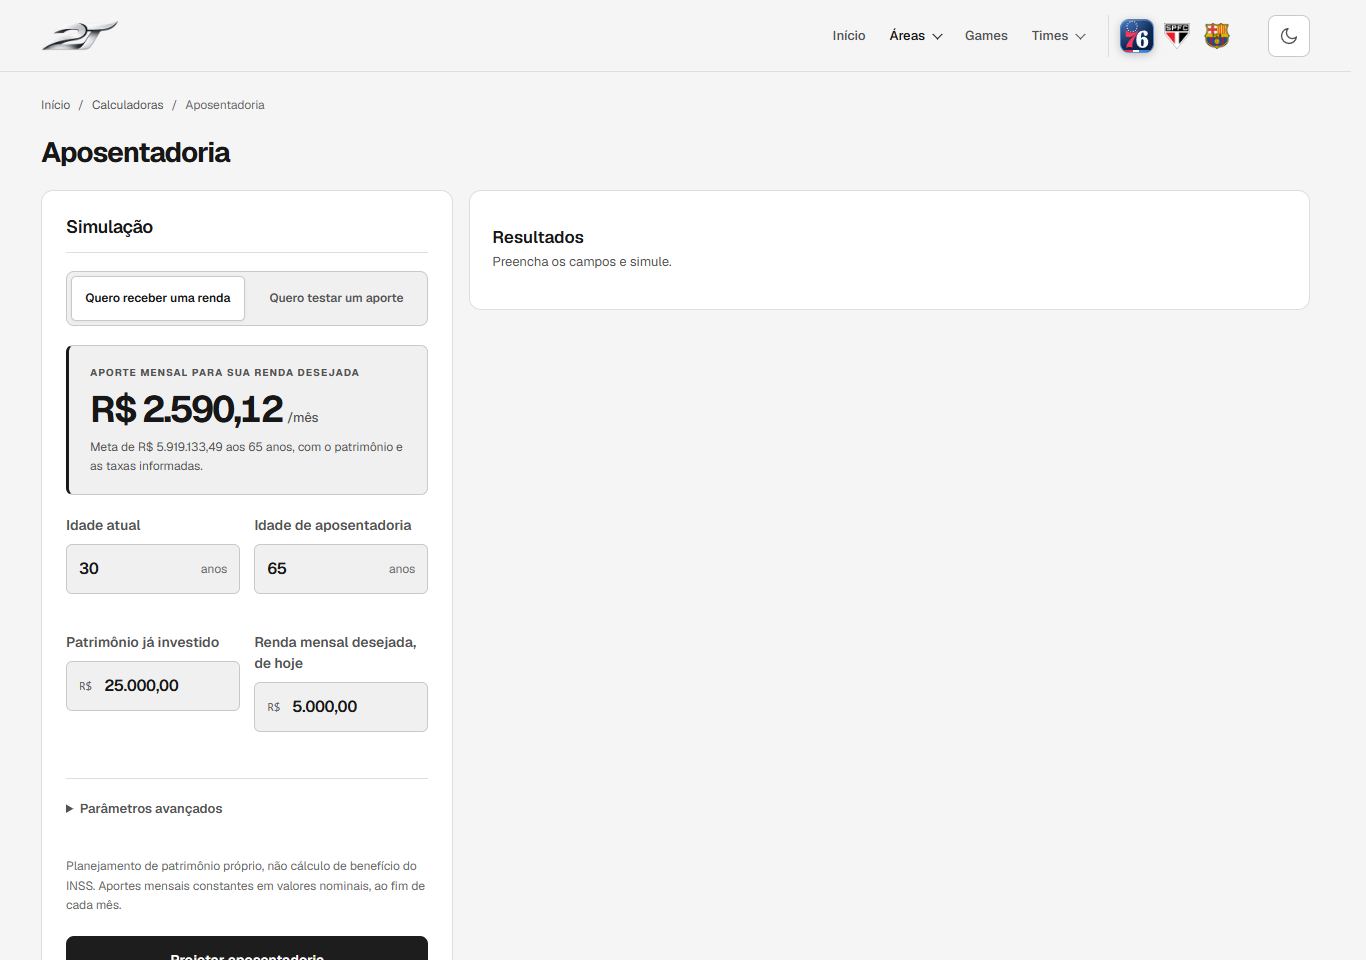 Início
Áreas
Games
Times
76
SPFC
Início / Calculadoras / Aposentadoria
Aposentadoria
Simulação
Quero receber uma renda
Quero testar um aporte
APORTE MENSAL PARA SUA RENDA DESEJADA
R$ 2.590,12 /mês
Meta de R$ 5.919.133,49 aos 65 anos, com o patrimônio e
as taxas informadas.
Idade atual
30 anos
Idade de aposentadoria
65 anos
Patrimônio já investido
R$ 25.000,00
Renda mensal desejada,
de hoje
R$ 5.000,00
Parâmetros avançados
Planejamento de patrimônio próprio, não cálculo de benefício do
INSS. Aportes mensais constantes em valores nominais, ao fim de
cada mês.
Projetar aposentadoria
Resultados
Preencha os campos e simule.